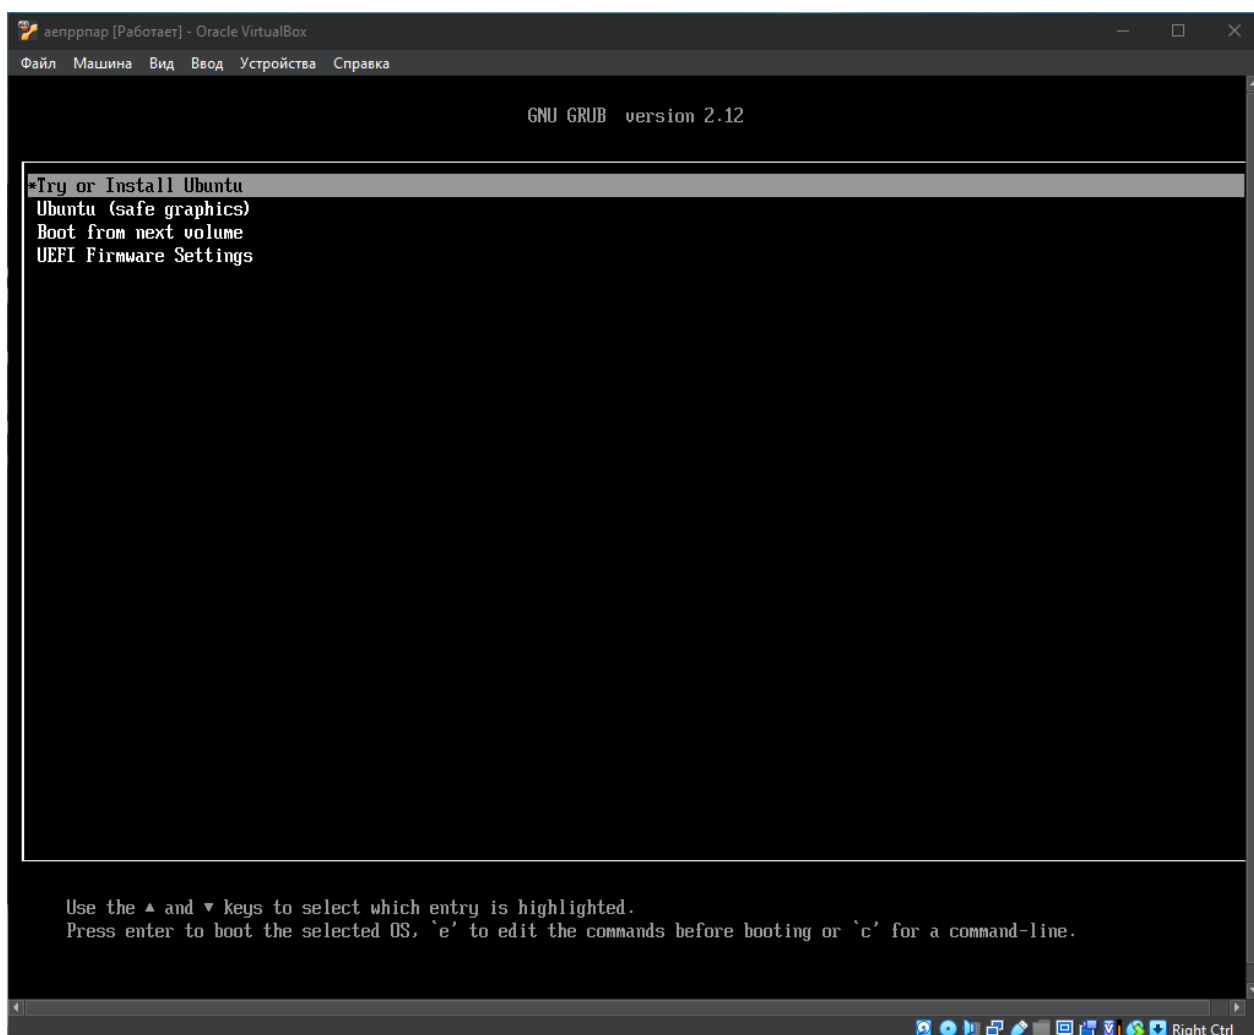 аепррпар [Работает] - Oracle VirtualBox
Файл Машина Вид Ввод Устройства Справка
GNU GRUB version 2.12
*Try or Install Ubuntu
Ubuntu (safe graphics)
Boot from next volume
UEFI Firmware Settings
Use the ▲ and ▼ keys to select which entry is highlighted.
Press enter to boot the selected OS, `e' to edit the commands before booting or `c' for a command-line.
Right Ctrl